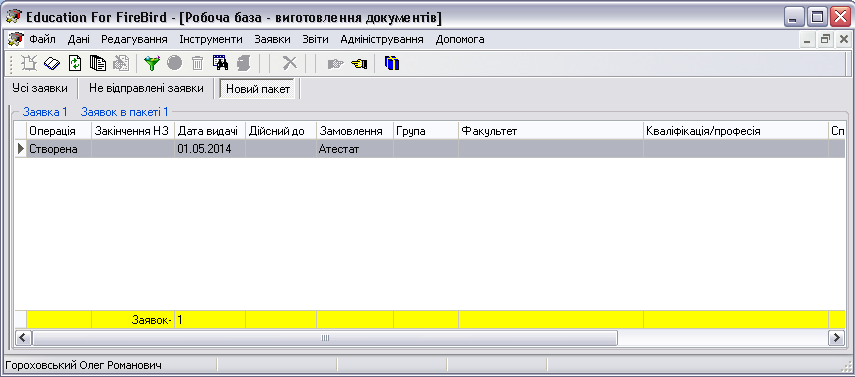 Education For FireBird - [Робоча база - виготовлення документів]
Файл Дані Редагування Інструменти Заявки Звіти Адміністрування Допомога
Усі заявки Не відправлені заявки Новий пакет
Заявка 1 Заявок в пакеті 1
Операція Закінчення НЗ Дата видачі Дійсний до Замовлення Група Факультет Кваліфікація/професія Сп
Створена 01.05.2014 Атестат
Заявок- 1
Гороховський Олег Романович